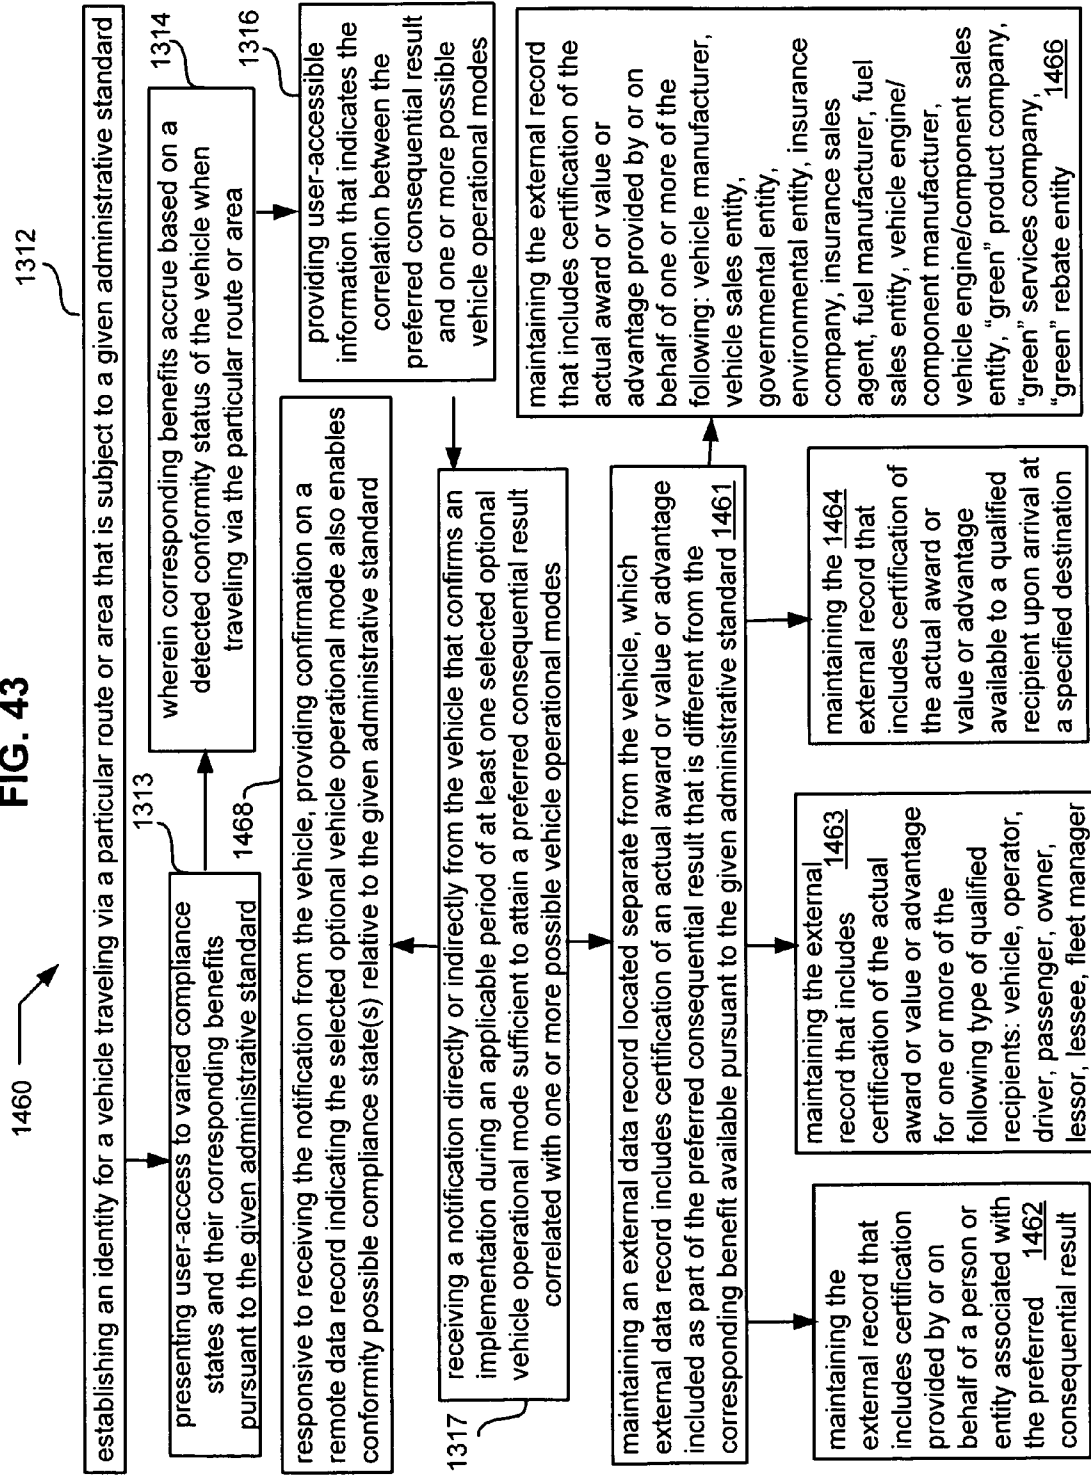 FIG. 43
1460
1312
establishing an identity for a vehicle traveling via a particular route or area that is subject to a given administrative standard
1313
presenting user-access to varied compliance
states and their corresponding benefits
pursuant to the given administrative standard
1314
wherein corresponding benefits accrue based on a
detected conformity status of the vehicle when
traveling via the particular route or area
1316
providing user-accessible
information that indicates the
correlation between the
preferred consequential result
and one or more possible
vehicle operational modes
1468
responsive to receiving the notification from the vehicle, providing confirmation on a
remote data record indicating the selected optional vehicle operational mode also enables
conformity possible compliance state(s) relative to the given administrative standard
1317
receiving a notification directly or indirectly from the vehicle that confirms an
implementation during an applicable period of at least one selected optional
vehicle operational mode sufficient to attain a preferred consequential result
correlated with one or more possible vehicle operational modes
maintaining an external data record located separate from the vehicle, which
external data record includes certification of an actual award or value or advantage
included as part of the preferred consequential result that is different from the
corresponding benefit available pursuant to the given administrative standard 1461
maintaining the
external record that
includes certification
provided by or on
behalf of a person or
entity associated with
the preferred 1462
consequential result
maintaining the external
record that includes 1463
certification of the actual
award or value or advantage
for one or more of the
following type of qualified
recipients: vehicle, operator,
driver, passenger, owner,
lessor, lessee, fleet manager
maintaining the 1464
external record that
includes certification of
the actual award or
value or advantage
available to a qualified
recipient upon arrival at
a specified destination
maintaining the external record
that includes certification of the
actual award or value or
advantage provided by or on
behalf of one or more of the
following: vehicle manufacturer,
vehicle sales entity,
governmental entity,
environmental entity, insurance
company, insurance sales
agent, fuel manufacturer, fuel
sales entity, vehicle engine/
component manufacturer,
vehicle engine/component sales
entity, “green” product company,
“green” services company,
“green” rebate entity 1466